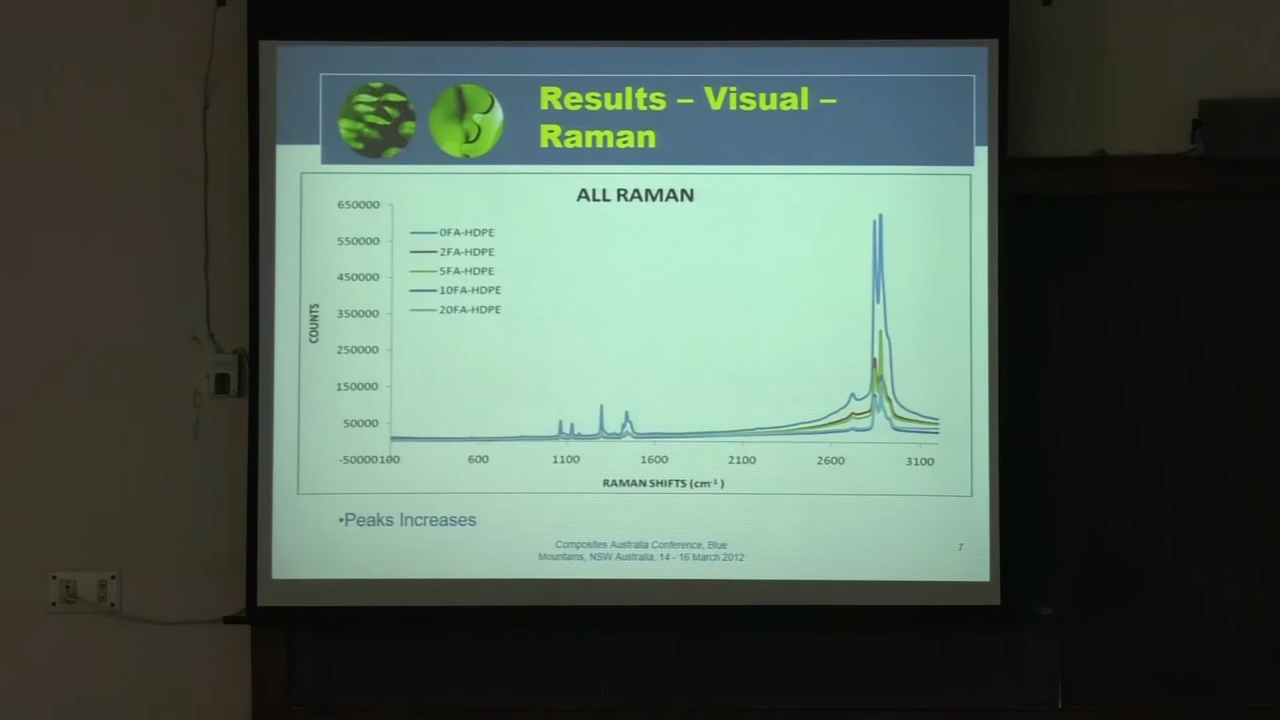 Results – Visual –
Raman
ALL RAMAN
650000
550000
450000
350000
250000
150000
50000
-50000
COUNTS
0FA-HDPE
2FA-HDPE
5FA-HDPE
10FA-HDPE
20FA-HDPE
100 600 1100 1600 2100 2600 3100
RAMAN SHIFTS (cm⁻¹)
•Peaks Increases
Composites Australia Conference, Blue
Mountains, NSW Australia, 14 - 16 March 2012
7